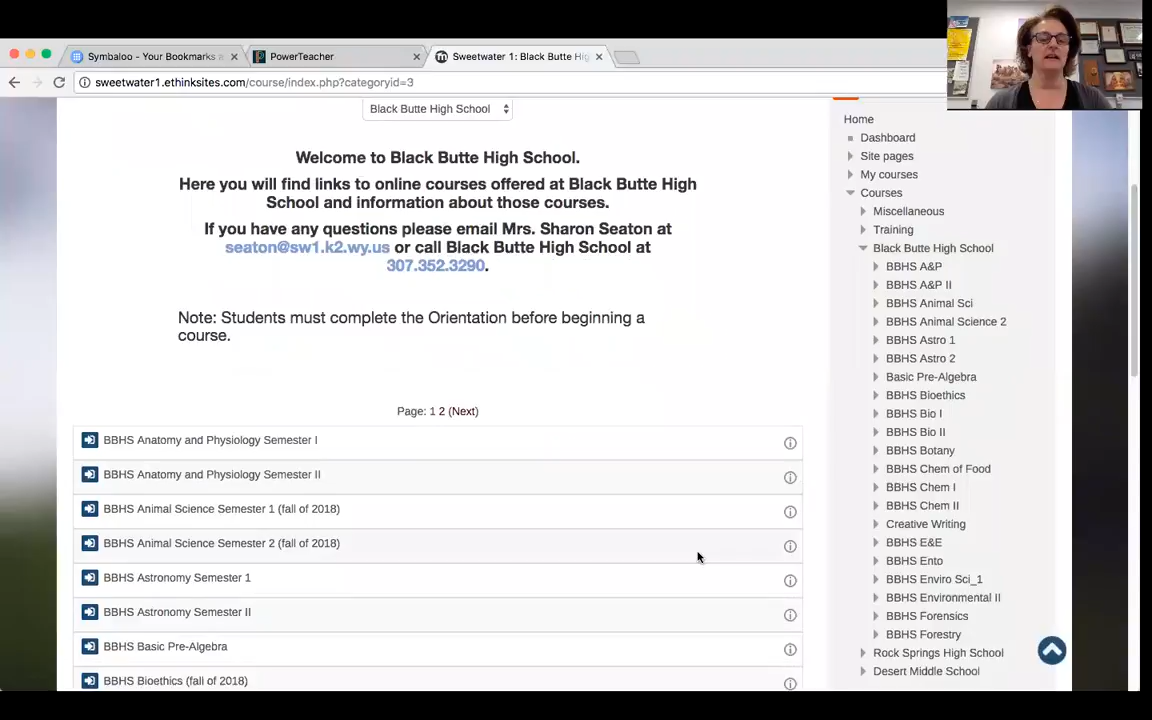 Symbaloo - Your Bookmarks a
PowerTeacher
Sweetwater 1: Black Butte Hig
sweetwater1.ethinksites.com/course/index.php?categoryid=3
Black Butte High School
Welcome to Black Butte High School.
Here you will find links to online courses offered at Black Butte High
School and information about those courses.
If you have any questions please email Mrs. Sharon Seaton at
seaton@sw1.k2.wy.us or call Black Butte High School at
307.352.3290.
Note: Students must complete the Orientation before beginning a
course.
Page: 1 2 (Next)
BBHS Anatomy and Physiology Semester I
BBHS Anatomy and Physiology Semester II
BBHS Animal Science Semester 1 (fall of 2018)
BBHS Animal Science Semester 2 (fall of 2018)
BBHS Astronomy Semester 1
BBHS Astronomy Semester II
BBHS Basic Pre-Algebra
BBHS Bioethics (fall of 2018)
Home
Dashboard
Site pages
My courses
Courses
Miscellaneous
Training
Black Butte High School
BBHS A&P
BBHS A&P II
BBHS Animal Sci
BBHS Animal Science 2
BBHS Astro 1
BBHS Astro 2
Basic Pre-Algebra
BBHS Bioethics
BBHS Bio I
BBHS Bio II
BBHS Botany
BBHS Chem of Food
BBHS Chem I
BBHS Chem II
Creative Writing
BBHS E&E
BBHS Ento
BBHS Enviro Sci_1
BBHS Environmental II
BBHS Forensics
BBHS Forestry
Rock Springs High School
Desert Middle School